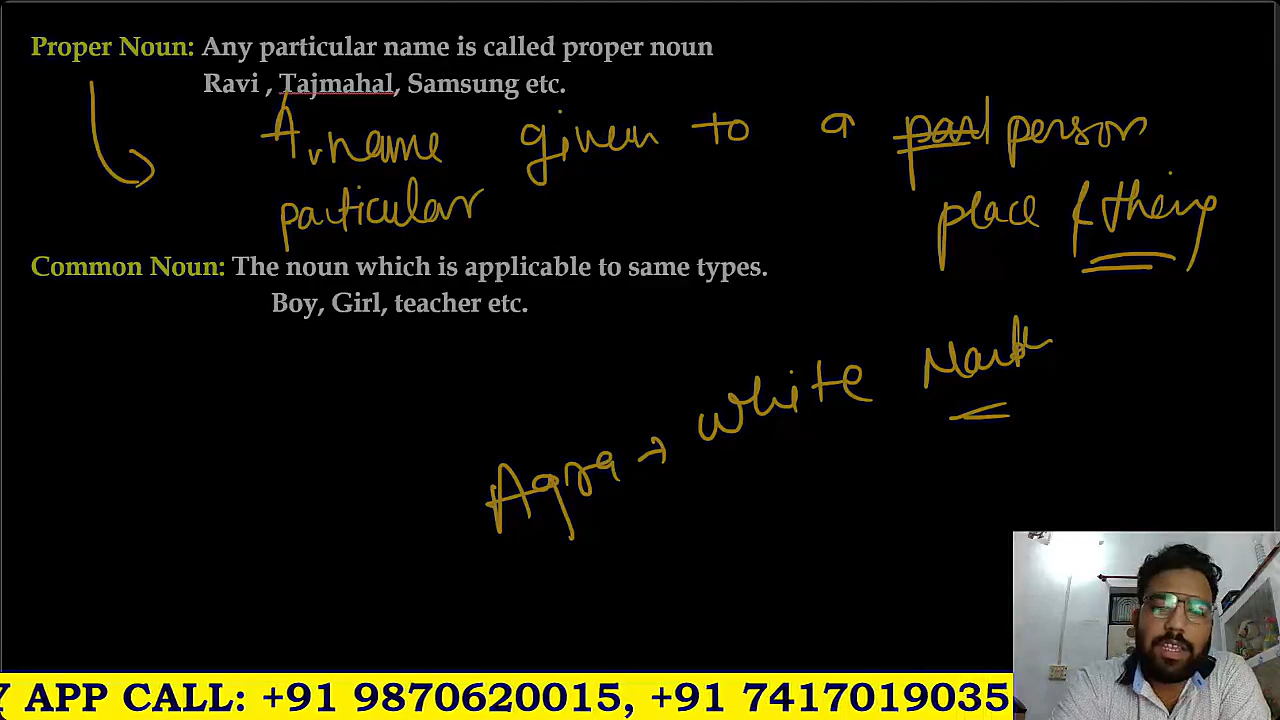 Proper Noun: Any particular name is called proper noun
Ravi , Tajmahal, Samsung etc.
A name given to a person
particular
place & thing
Common Noun: The noun which is applicable to same types.
Boy, Girl, teacher etc.
White
Agra →
Y APP CALL: +91 9870620015, +91 7417019035